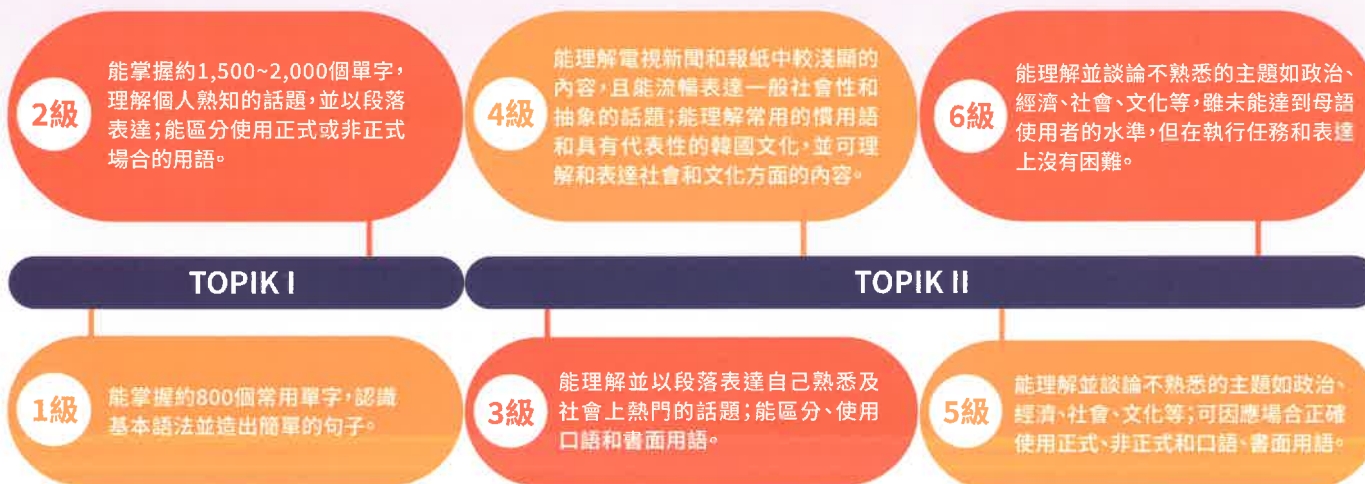 2級
能掌握約1,500~2,000個單字，
理解個人熟知的話題，並以段落
表達；能區分使用正式或非正式
場合的用語。
4級
能理解電視新聞和報紙中較淺顯的
內容，且能流暢表達一般社會性和
抽象的話題；能理解常用的慣用語
和具有代表性的韓國文化，並可理
解和表達社會和文化方面的內容。
6級
能理解並談論不熟悉的主題如政治、
經濟、社會、文化等，雖未能達到母語
使用者的水準，但在執行任務和表達
上沒有困難。
TOPIK I
TOPIK II
1級
能掌握約800個常用單字，認識
基本語法並造出簡單的句子。
3級
能理解並以段落表達自己熟悉及
社會上熱門的話題；能區分、使用
口語和書面用語。
5級
能理解並談論不熟悉的主題如政治、
經濟、社會、文化等；可因應場合正確
使用正式、非正式和口語、書面用語。